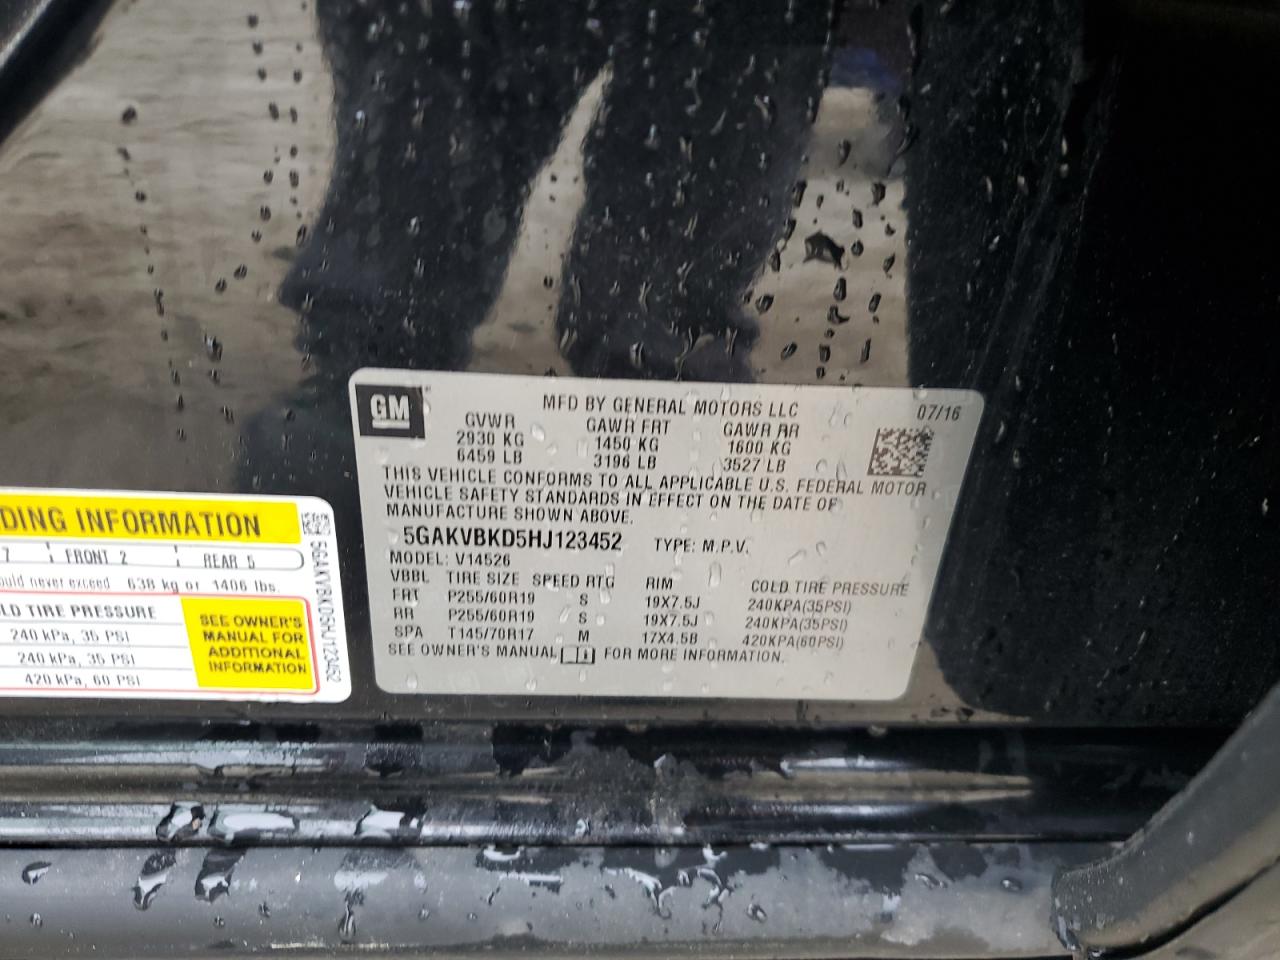 GM
MFD BY GENERAL MOTORS LLC 07/16
GVWR GAWR FRT GAWR RR
2930 KG 1450 KG 1600 KG
6459 LB 3196 LB 3527 LB
THIS VEHICLE CONFORMS TO ALL APPLICABLE U.S. FEDERAL MOTOR
VEHICLE SAFETY STANDARDS IN EFFECT ON THE DATE OF
MANUFACTURE SHOWN ABOVE.
5GAKVBKD5HJ123452 TYPE: M.P.V.
MODEL: V14526
VBBL TIRE SIZE SPEED RTG RIM COLD TIRE PRESSURE
FRT P255/60R19 S 19X7.5J 240KPA(35PSI)
RR P255/60R19 S 19X7.5J 240KPA(35PSI)
SPA T145/70R17 M 17X4.5B 420KPA(60PSI)
SEE OWNER'S MANUAL FOR MORE INFORMATION.
DING INFORMATION
7 FRONT 2 REAR 5
ould never exceed 638 kg or 1406 lbs.
OLD TIRE PRESSURE
240 kPa, 35 PSI
240 kPa, 35 PSI
420 kPa, 60 PSI
SEE OWNER'S
MANUAL FOR
ADDITIONAL
INFORMATION
5GAKVBKD5HJ123452